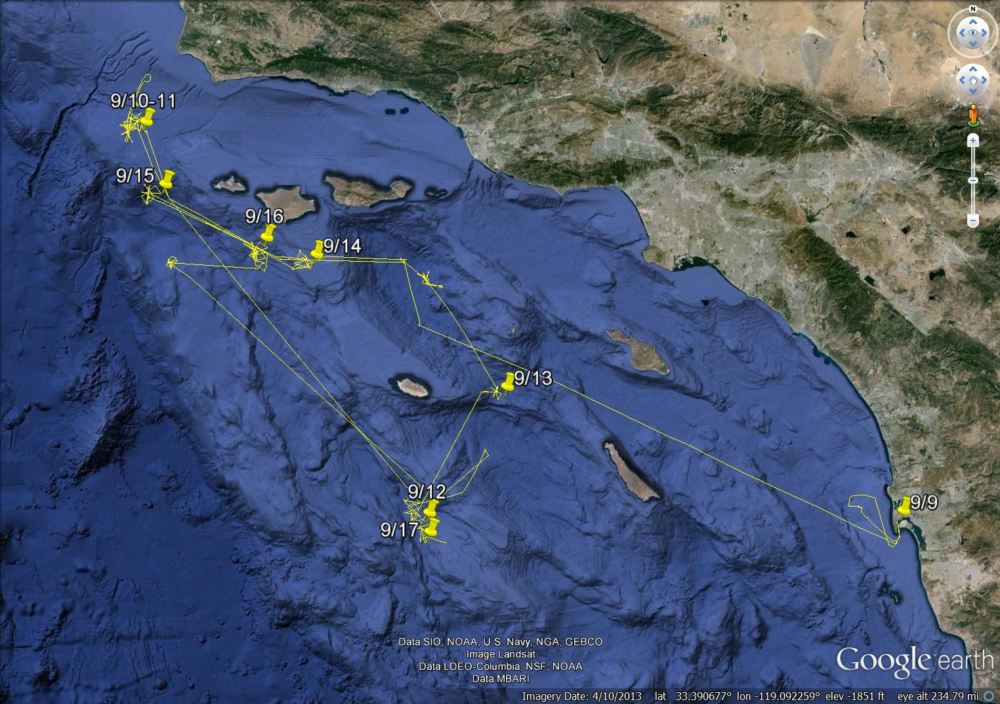 N
9/10-11
9/15
9/16
9/14
9/13
9/12
9/9
9/17
Data SIO, NOAA, U.S. Navy, NGA, GEBCO
Image Landsat
Data LDEO-Columbia, NSF, NOAA
Data MBARI
Google earth
Imagery Date: 4/10/2013 lat 33.390677° lon -119.092259° elev -1851 ft eye alt 234.79 mi